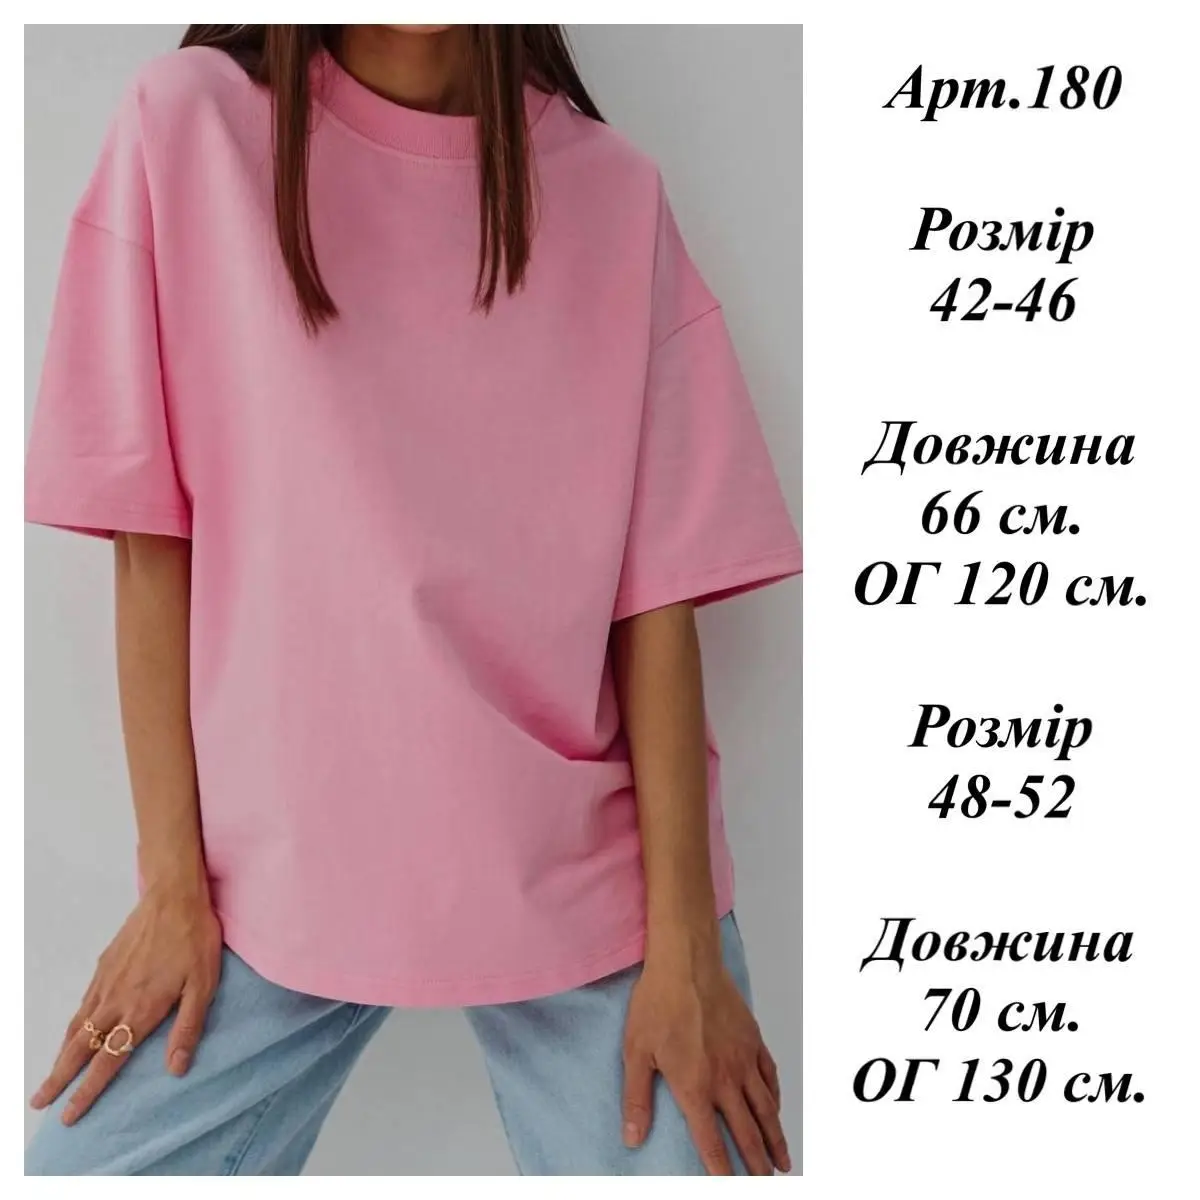 Арт.180
Розмір
42-46
Довжина
66 см.
ОГ 120 см.
Розмір
48-52
Довжина
70 см.
ОГ 130 см.